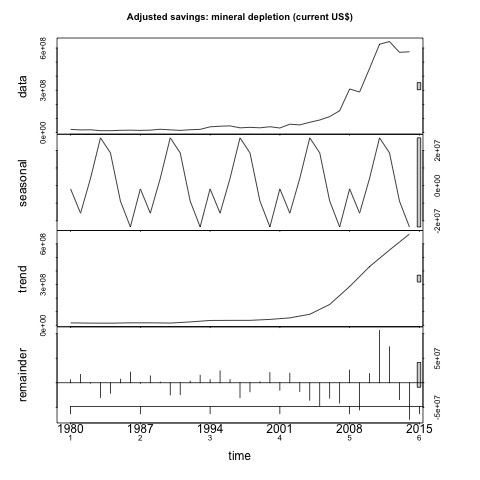 Adjusted savings: mineral depletion (current US$)
data
0e+00 3e+08 6e+08
seasonal
-2e+07 0e+00 2e+07
trend
0e+00 3e+08 6e+08
remainder
-5e+07 5e+07
1980 1987 1994 2001 2008 2015
1 2 3 4 5 6
time